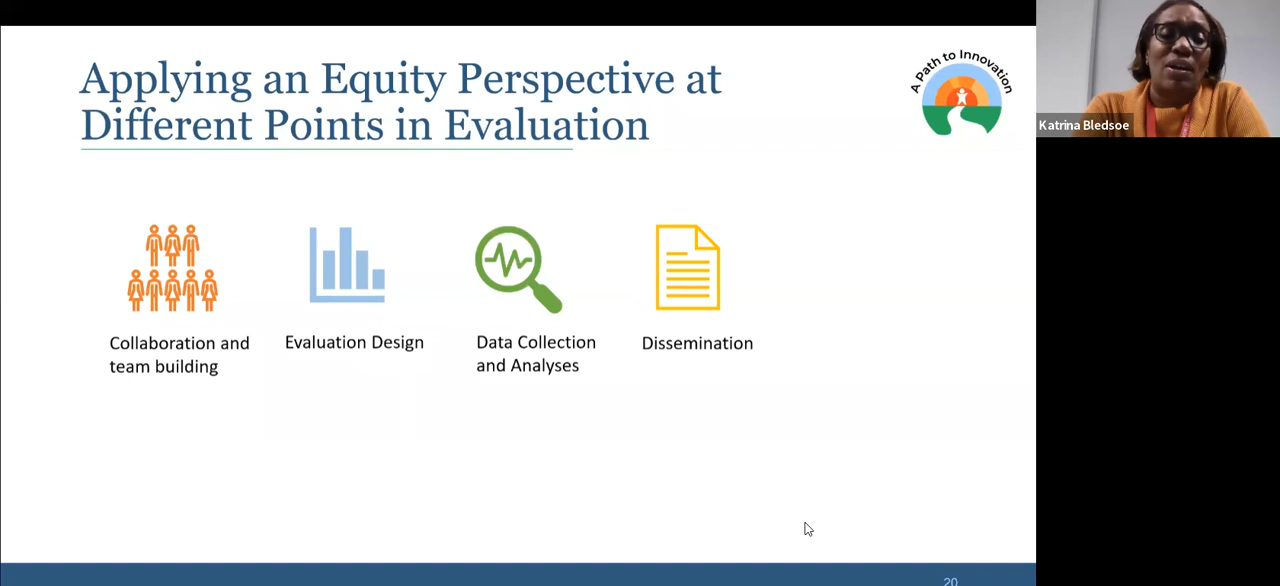 Applying an Equity Perspective at
Different Points in Evaluation
A Path to Innovation
Katrina Bledsoe
Collaboration and
team building
Evaluation Design
Data Collection
and Analyses
Dissemination
20